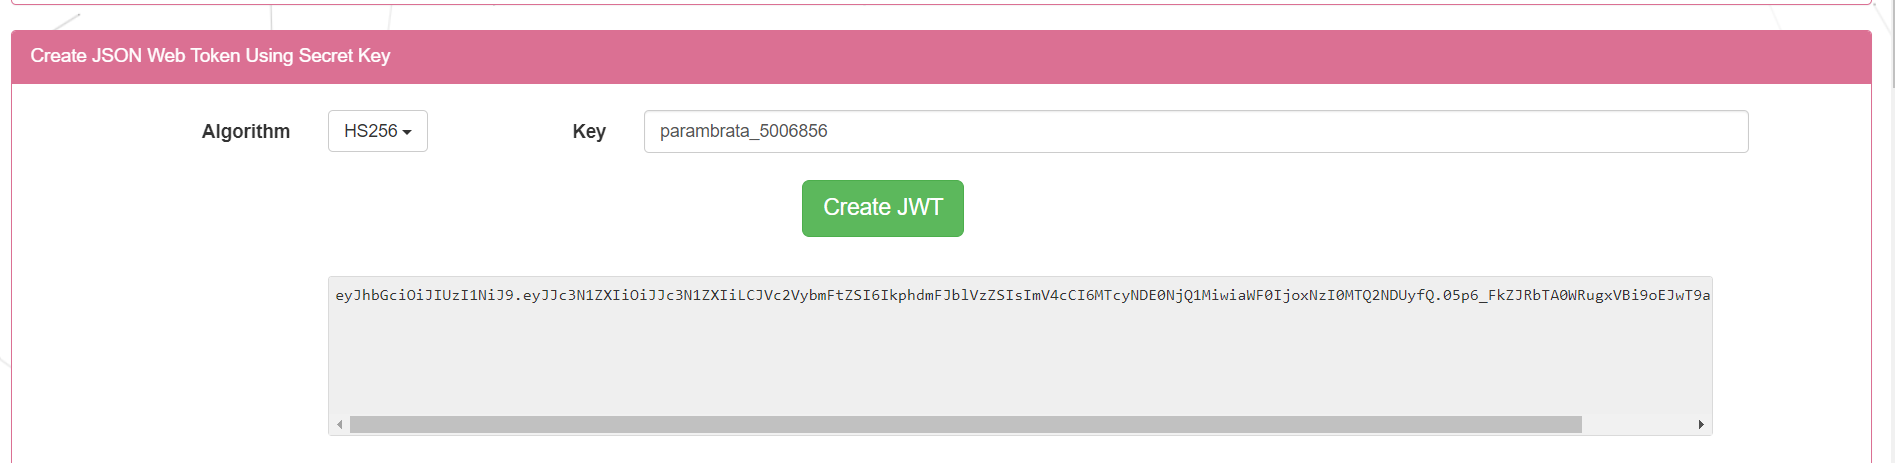 Create JSON Web Token Using Secret Key
Algorithm HS256 Key parambrata_5006856
Create JWT
eyJhbGciOiJIUzI1NiJ9.eyJJc3N1ZXIiOiJJc3N1ZXIiLCJVc2VybmFtZSI6IkphdmFJblVzZSIsImV4cCI6MTcyNDE0NjQ1MiwiaWF0IjoxNzI0MTQ2NDUyfQ.05p6_FkZJRbTA0WRugxVBi9oEJwT9a